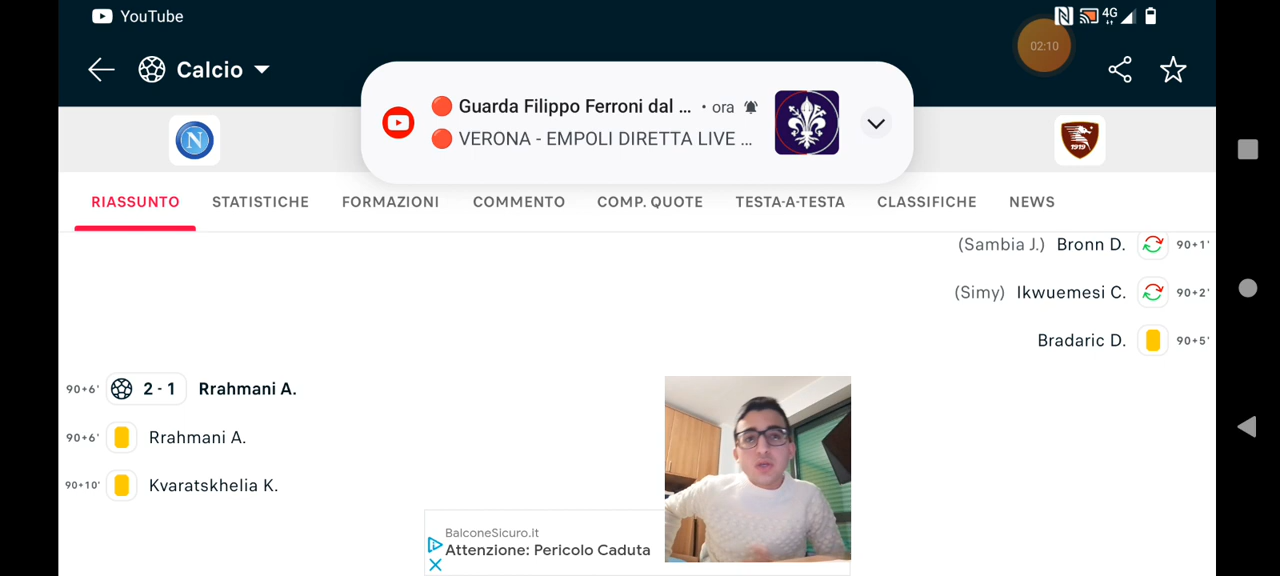 YouTube
4G
02:10
Calcio
🔴 Guarda Filippo Ferroni dal ... • ora
🔴 VERONA - EMPOLI DIRETTA LIVE ...
N
1919
RIASSUNTO STATISTICHE FORMAZIONI COMMENTO COMP. QUOTE TESTA-A-TESTA CLASSIFICHE NEWS
(Sambia J.) Bronn D. 90+1'
(Simy) Ikwuemesi C. 90+2'
Bradaric D. 90+5'
90+6' 2 - 1 Rrahmani A.
90+6' Rrahmani A.
90+10' Kvaratskhelia K.
BalconeSicuro.it
Attenzione: Pericolo Caduta